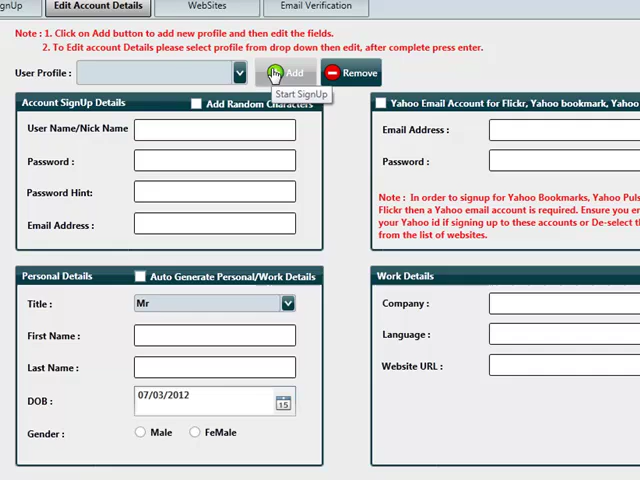 gnUp Edit Account Details WebSites Email Verification
Note : 1. Click on Add button to add new profile and then edit the fields.
2. To Edit account Details please select profile from drop down then edit, after complete press enter.
User Profile : Add Remove
Start SignUp
Account SignUp Details Add Random Characters Yahoo Email Account for Flickr, Yahoo bookmark, Yahoo
User Name/Nick Name Email Address :
Password : Password :
Password Hint:
Note : In order to signup for Yahoo Bookmarks, Yahoo Puls
Flickr then a Yahoo email account is required. Ensure you en
Email Address : your Yahoo id if signing up to these accounts or De-select th
from the list of websites.
Personal Details Auto Generate Personal/Work Details Work Details
Title : Mr Company :
First Name : Language :
Last Name : Website URL :
DOB : 07/03/2012 15
Gender : Male FeMale